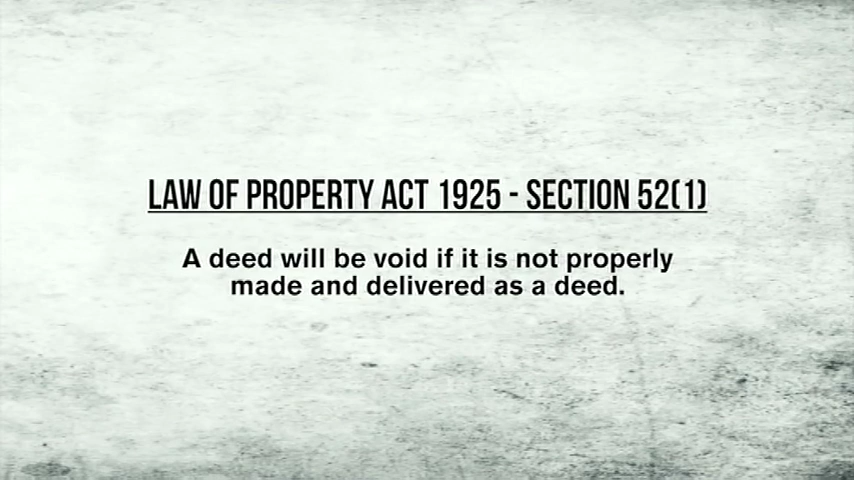 LAW OF PROPERTY ACT 1925 - SECTION 52(1)
A deed will be void if it is not properly
made and delivered as a deed.